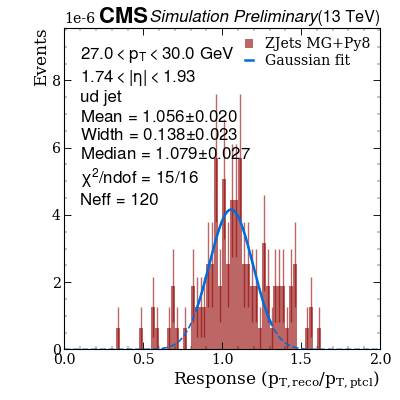 1e-6 CMS Simulation Preliminary (13 TeV)
Events
27.0 < p_T < 30.0 GeV
1.74 < |η| < 1.93
ud jet
Mean = 1.056±0.020
Width = 0.138±0.023
Median = 1.079±0.027
χ²/ndof = 15/16
Neff = 120
ZJets MG+Py8
Gaussian fit
8
6
4
2
0
0.0 0.5 1.0 1.5 2.0
Response (p_T,reco/p_T,ptcl)